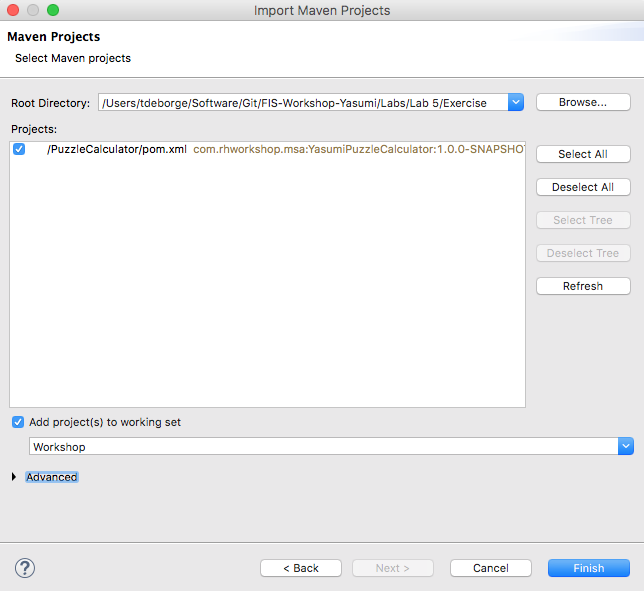 Import Maven Projects
Maven Projects
Select Maven projects
Root Directory: /Users/tdeborge/Software/Git/FIS-Workshop-Yasumi/Labs/Lab 5/Exercise Browse...
Projects:
/PuzzleCalculator/pom.xml com.rhworkshop.msa:YasumiPuzzleCalculator:1.0.0-SNAPSHO
Select All
Deselect All
Select Tree
Deselect Tree
Refresh
Add project(s) to working set
Workshop
Advanced
? < Back Next > Cancel Finish